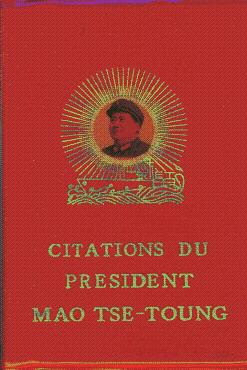 CITATIONS DU
PRESIDENT
MAO TSE-TOUNG